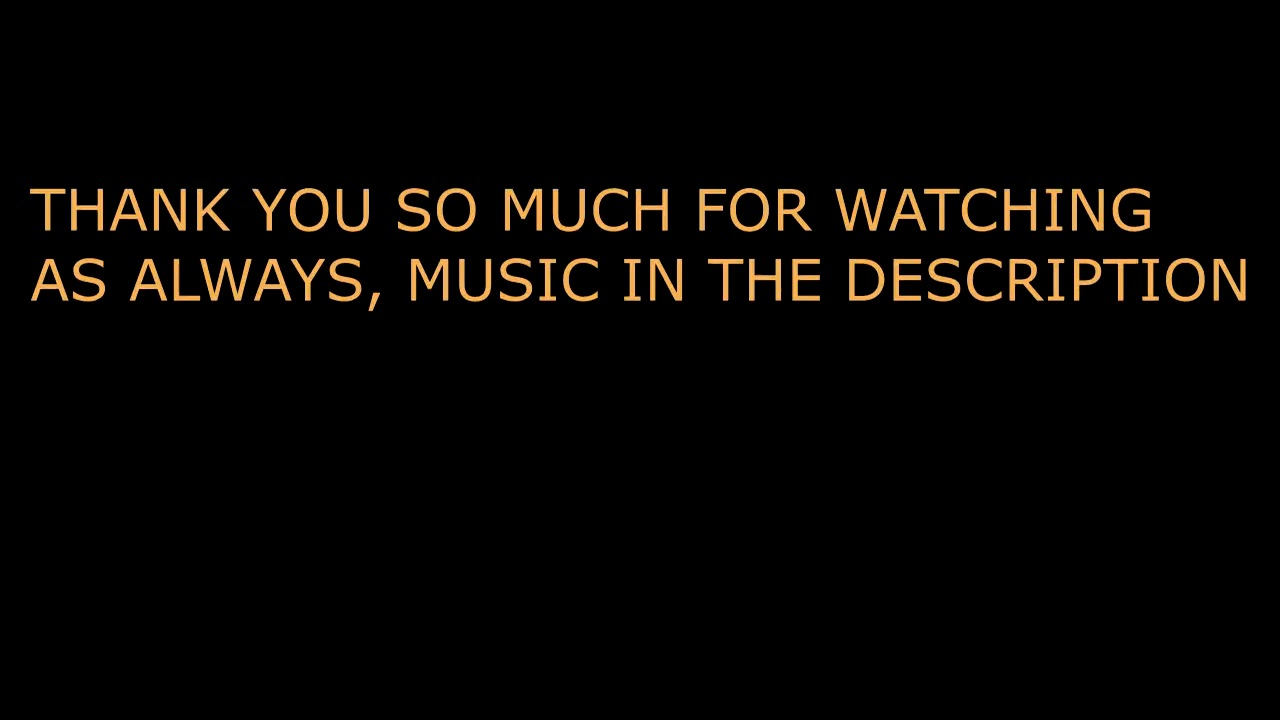 THANK YOU SO MUCH FOR WATCHING
AS ALWAYS, MUSIC IN THE DESCRIPTION